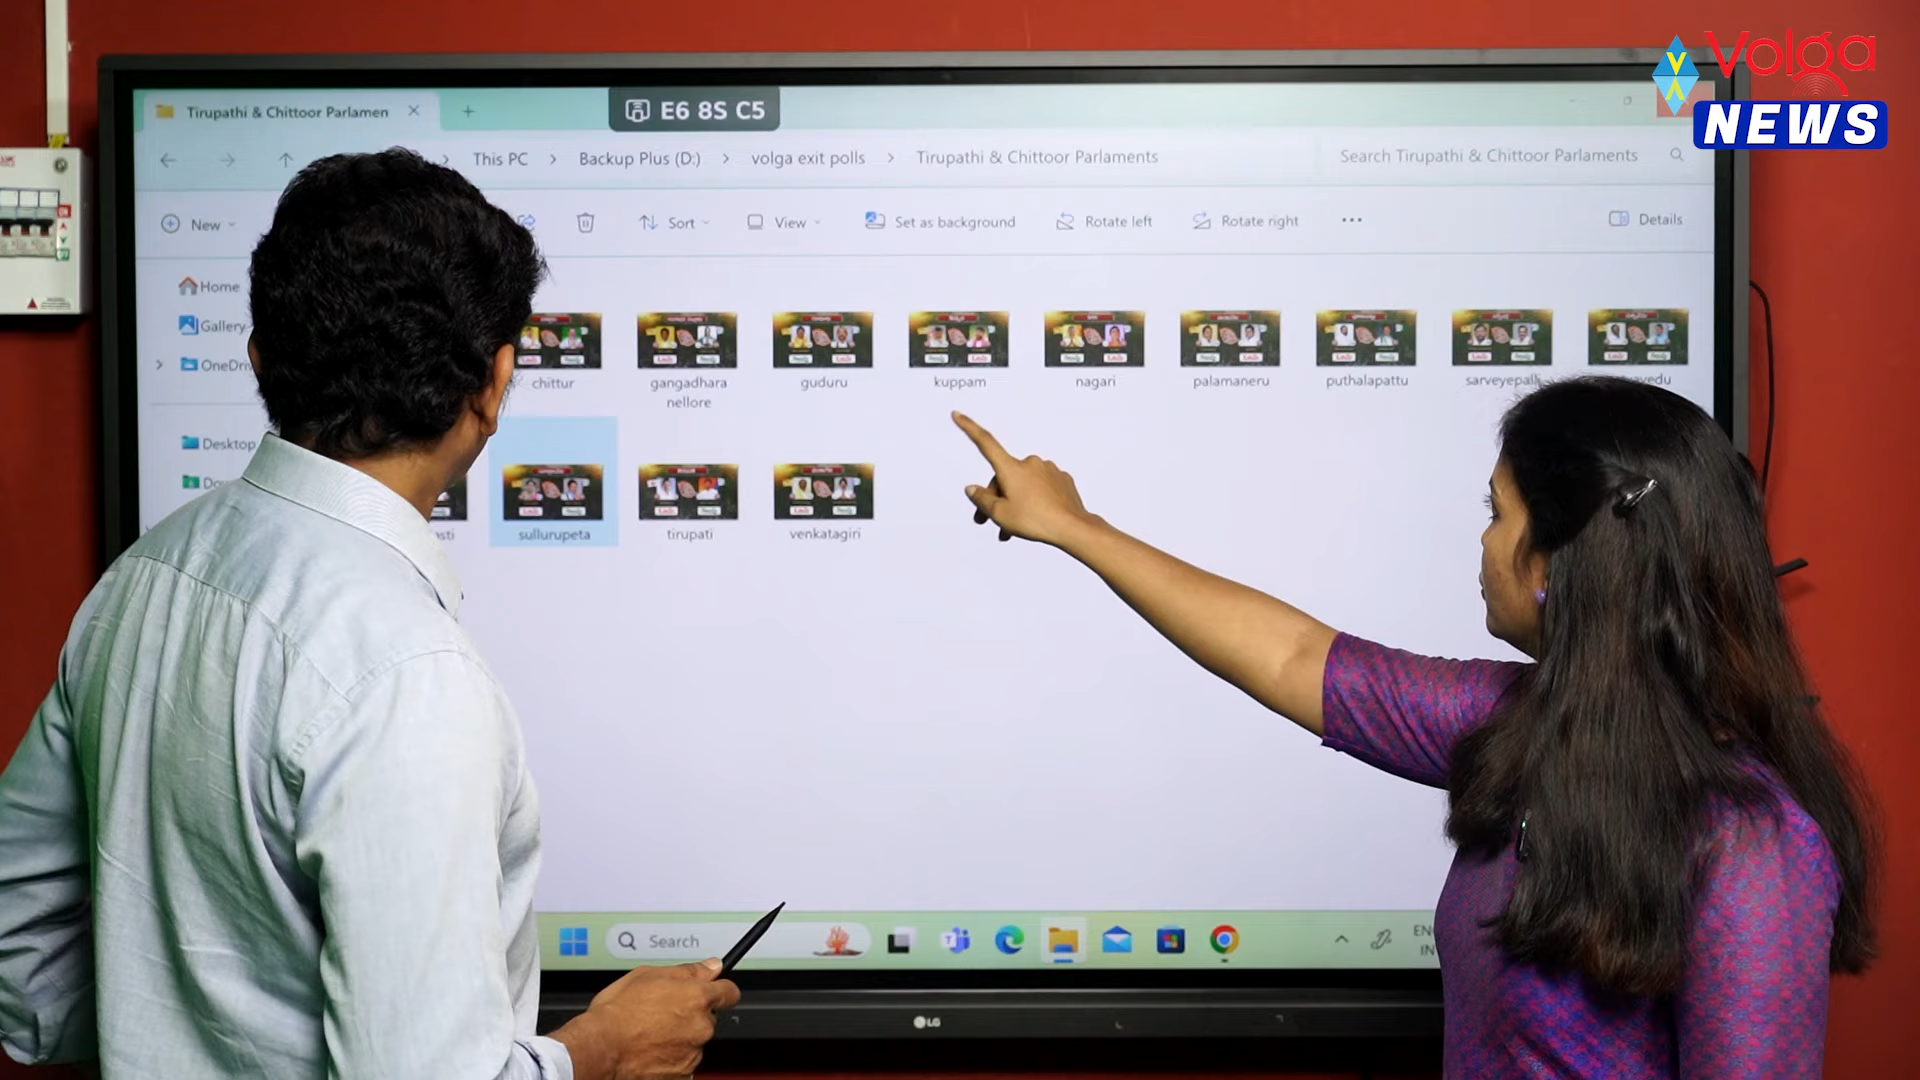 Volga
NEWS
Tirupathi & Chittoor Parlamen
E6 8S C5
This PC > Backup Plus (D:) > volga exit polls > Tirupathi & Chittoor Parlaments
Search Tirupathi & Chittoor Parlaments
New
Sort
View
Set as background
Rotate left
Rotate right
Details
Home
Gallery
OneDriv
Desktop
chittur
gangadhara
nellore
guduru
kuppam
nagari
palamaneru
puthalapattu
sarveyepalli
sullurupeta
tirupati
venkatagiri
Search
LG